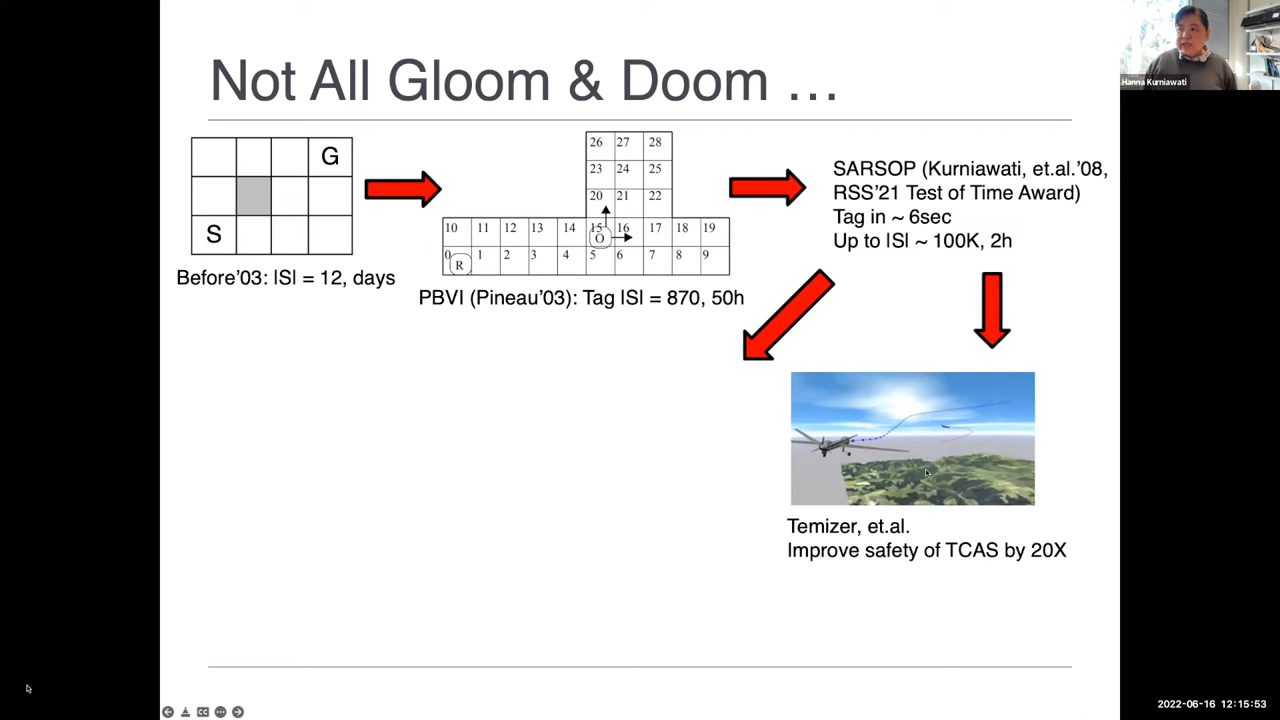 Not All Gloom & Doom …
Hanna Kurniawati
G
S
Before'03: |S| = 12, days
26 27 28
23 24 25
20 21 22
10 11 12 13 14 15 16 17 18 19
O
0 1 2 3 4 5 6 7 8 9
R
PBVI (Pineau'03): Tag |S| = 870, 50h
SARSOP (Kurniawati, et.al.'08,
RSS'21 Test of Time Award)
Tag in ~ 6sec
Up to |S| ~ 100K, 2h
Temizer, et.al.
Improve safety of TCAS by 20X
CC
2022-06-16 12:15:53